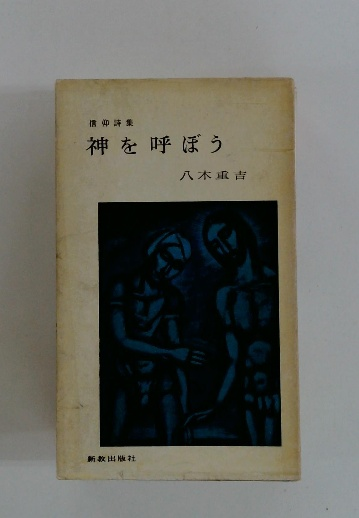 信仰詩集
神を呼ぼう
八木重吉
新教出版社